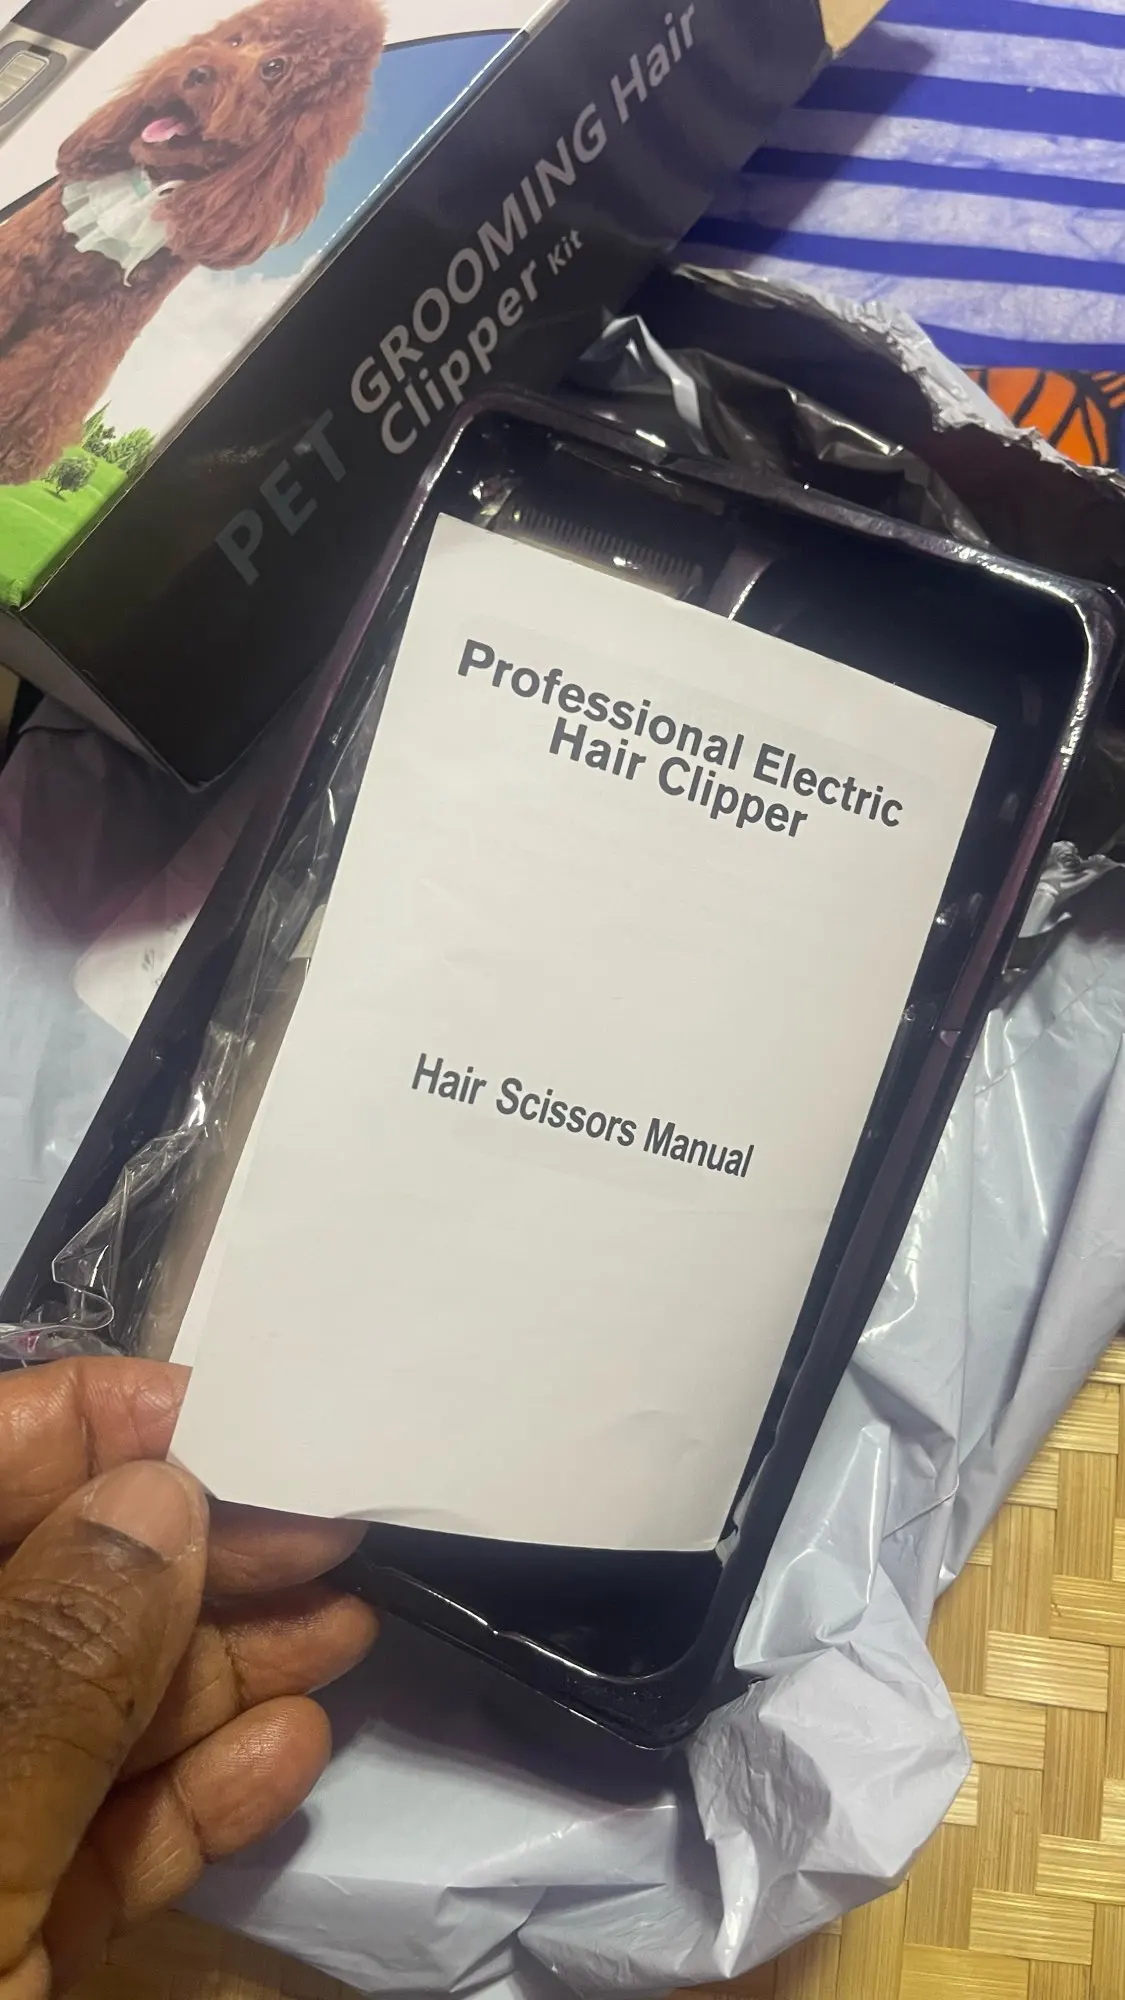 PET GROOMING Hair
Clipper Kit
Professional Electric
Hair Clipper
Hair Scissors Manual